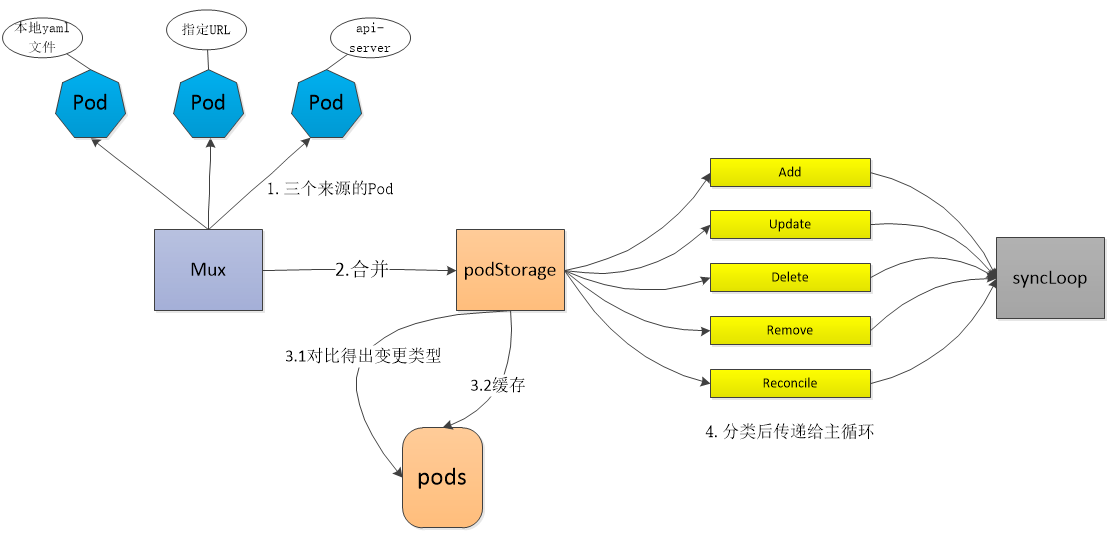 本地yaml
文件
指定URL
api-
server
Pod
Pod
Pod
1. 三个来源的Pod
Mux
2.合并
podStorage
Add
Update
Delete
Remove
Reconcile
syncLoop
3.1对比得出变更类型
3.2缓存
4. 分类后传递给主循环
pods